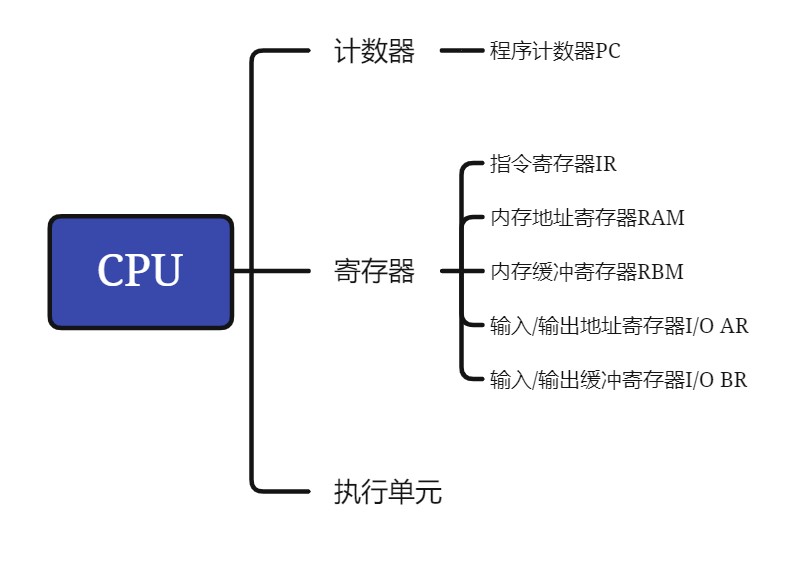 CPU
计数器
程序计数器PC
寄存器
指令寄存器IR
内存地址寄存器RAM
内存缓冲寄存器RBM
输入/输出地址寄存器I/O AR
输入/输出缓冲寄存器I/O BR
执行单元